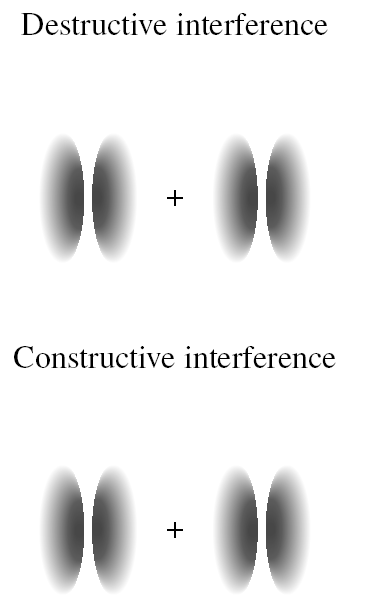 Destructive interference
+
Constructive interference
+